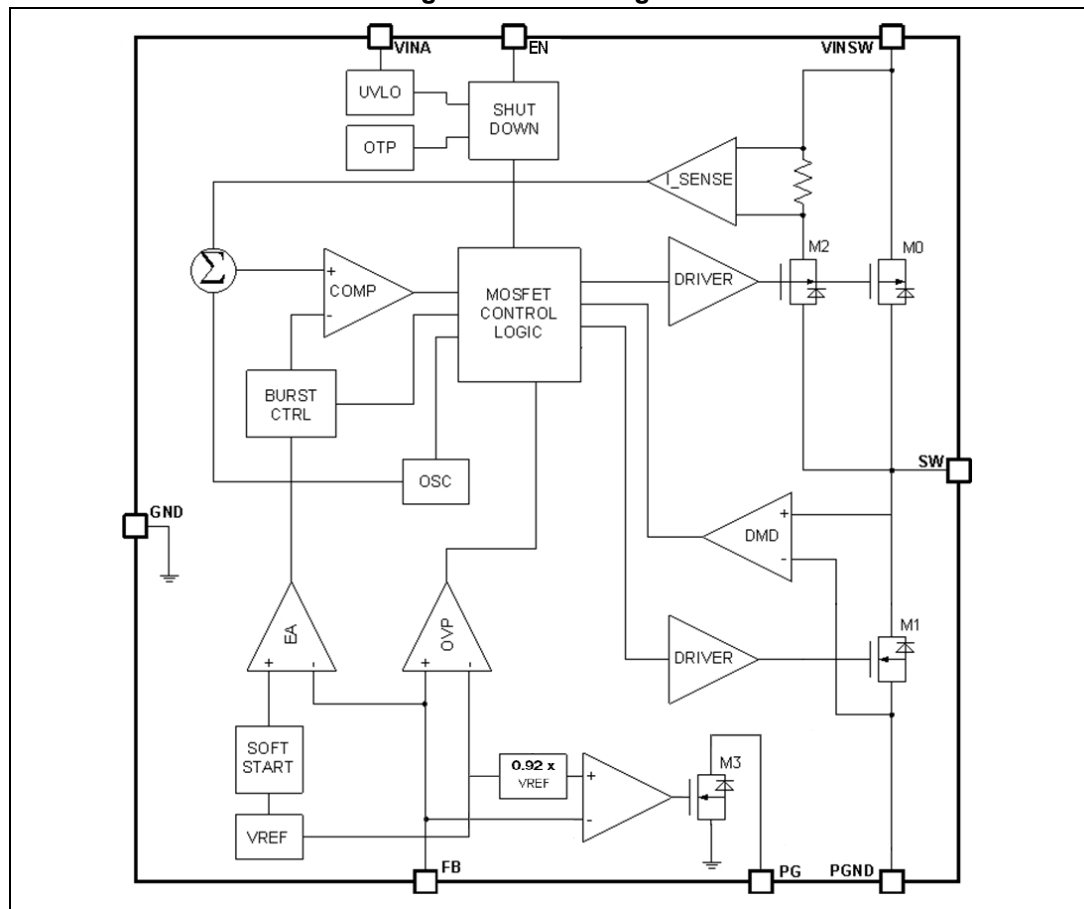 VINA
EN
VINSW
UVLO
SHUT
DOWN
OTP
I_SENSE
M2
M0
Σ
+
COMP
-
DRIVER
MOSFET
CONTROL
LOGIC
BURST
CTRL
OSC
SW
GND
+
DMD
-
EA
+ -
OVP
+ -
DRIVER
M1
SOFT
START
0.92 x
VREF
+
-
M3
VREF
FB
PG
PGND